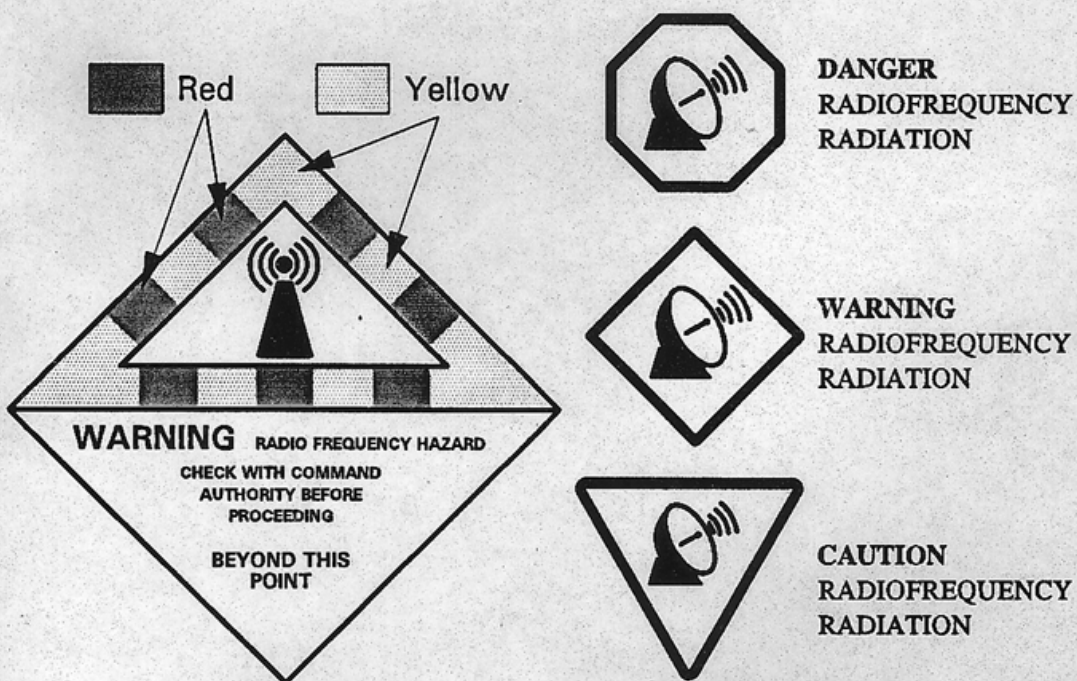 Red
Yellow
WARNING RADIO FREQUENCY HAZARD
CHECK WITH COMMAND
AUTHORITY BEFORE
PROCEEDING
BEYOND THIS
POINT
DANGER
RADIOFREQUENCY
RADIATION
WARNING
RADIOFREQUENCY
RADIATION
CAUTION
RADIOFREQUENCY
RADIATION